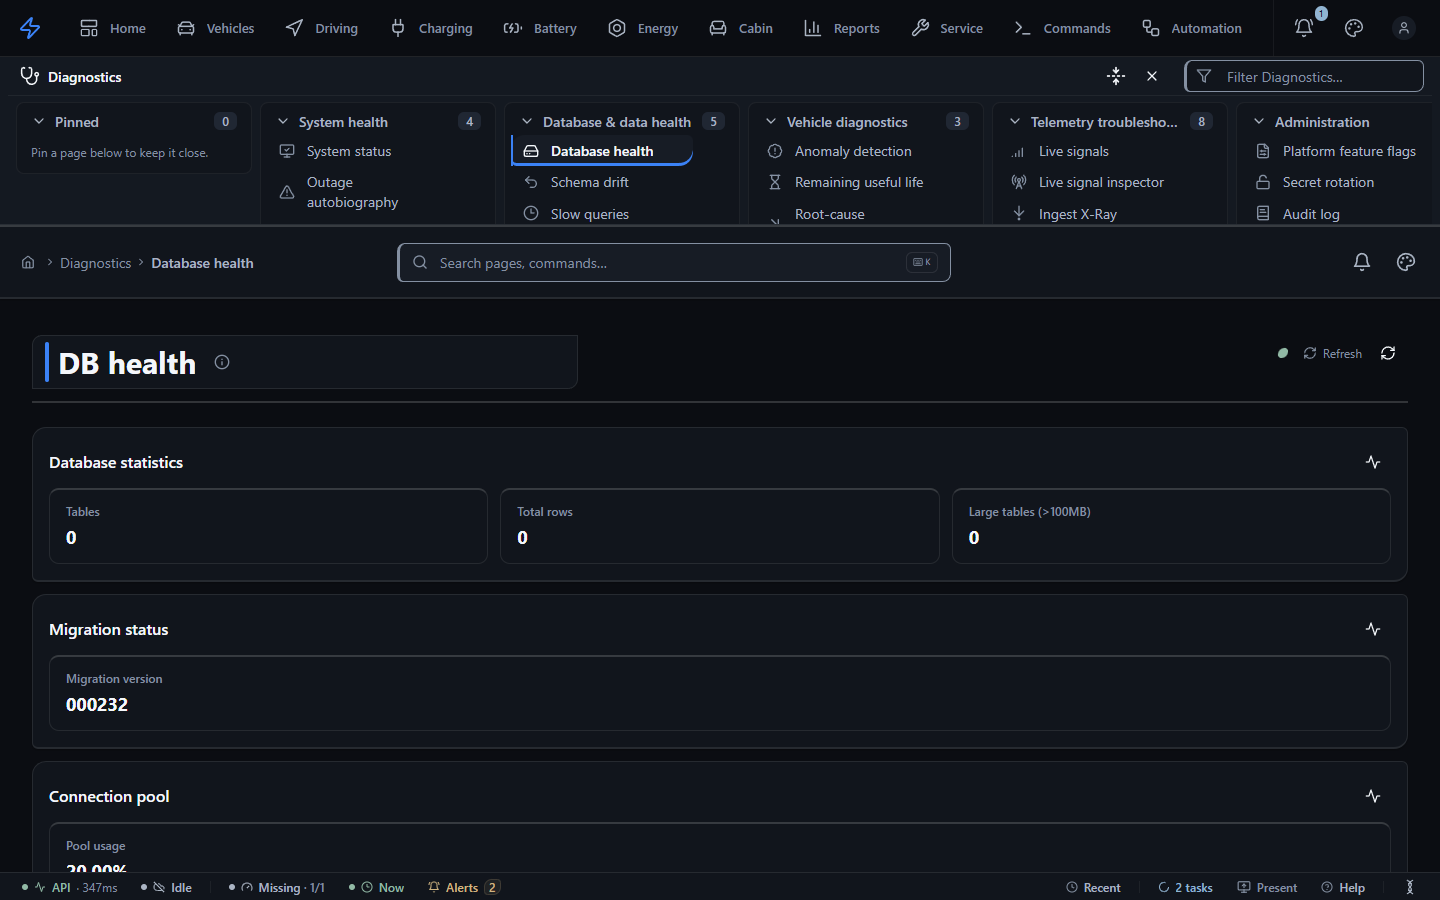 Home Vehicles Driving Charging Battery Energy Cabin Reports Service Commands Automation 1
Diagnostics Filter Diagnostics...
Pinned 0
Pin a page below to keep it close.
System health 4
System status
Outage
autobiography
Database & data health 5
Database health
Schema drift
Slow queries
Vehicle diagnostics 3
Anomaly detection
Remaining useful life
Root-cause
Telemetry troublesho... 8
Live signals
Live signal inspector
Ingest X-Ray
Administration
Platform feature flags
Secret rotation
Audit log
Diagnostics Database health Search pages, commands... K
DB health Refresh
Database statistics
Tables
0
Total rows
0
Large tables (>100MB)
0
Migration status
Migration version
000232
Connection pool
Pool usage
20.00%
API · 347ms Idle Missing · 1/1 Now Alerts 2 Recent 2 tasks Present Help